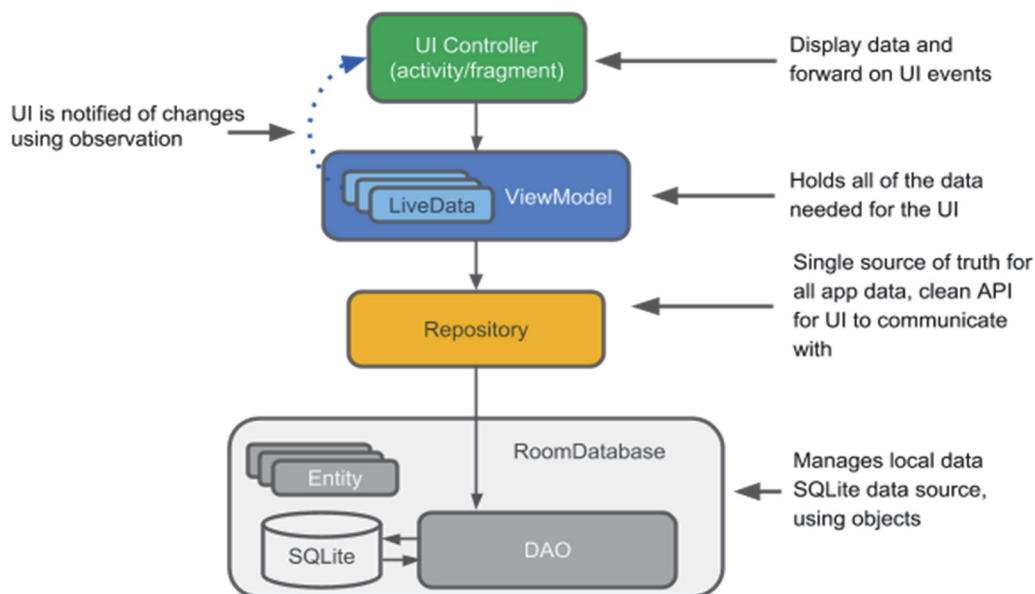 UI Controller
(activity/fragment)
Display data and
forward on UI events
UI is notified of changes
using observation
LiveData
ViewModel
Holds all of the data
needed for the UI
Single source of truth for
all app data, clean API
for UI to communicate
with
Repository
RoomDatabase
Entity
SQLite
DAO
Manages local data
SQLite data source,
using objects